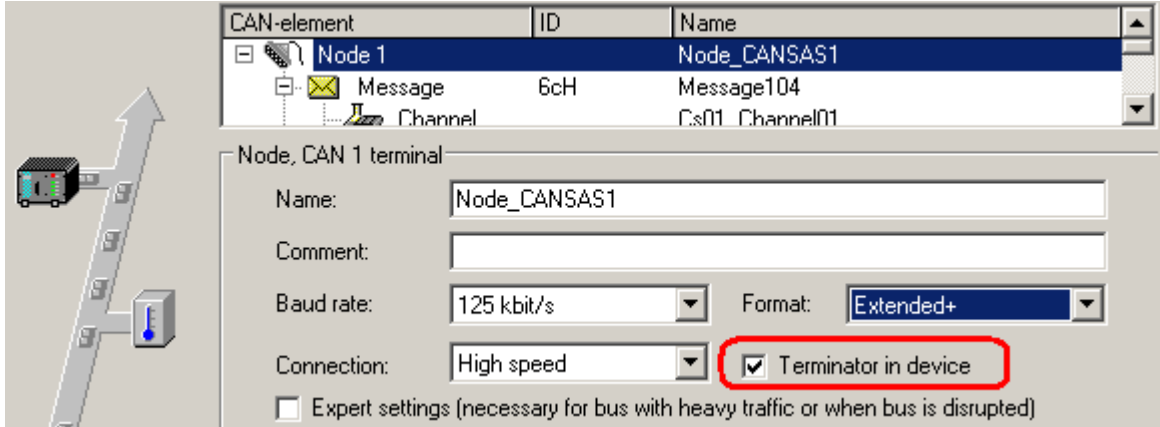 CAN-element ID Name
Node 1 Node_CANSAS1
Message 6cH Message104
Channel Cs01_Channel01
Node, CAN 1 terminal
Name: Node_CANSAS1
Comment:
Baud rate: 125 kbit/s Format: Extended+
Connection: High speed Terminator in device
Expert settings (necessary for bus with heavy traffic or when bus is disrupted)